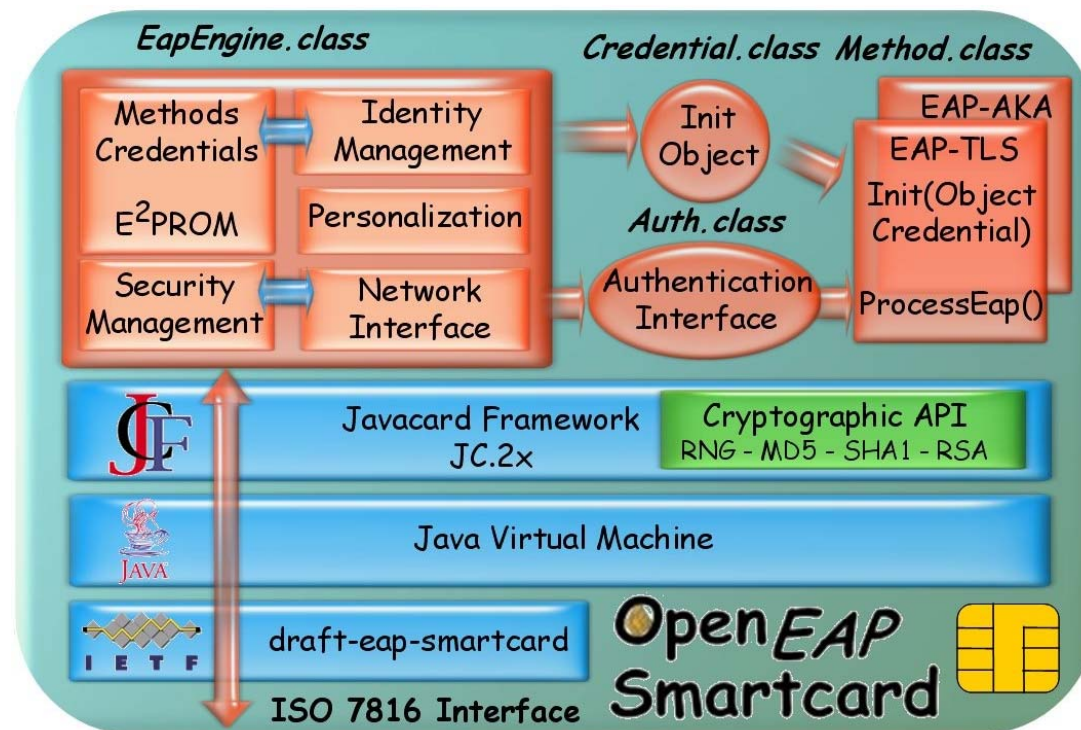 EapEngine.class
Credential.class
Method.class
Methods
Credentials
E²PROM
Identity
Management
Personalization
Security
Management
Network
Interface
Init
Object
Auth.class
Authentication
Interface
EAP-AKA
EAP-TLS
Init(Object
Credential)
ProcessEap()
JCF
Javacard Framework
JC.2x
Cryptographic API
RNG - MD5 - SHA1 - RSA
JAVA
Java Virtual Machine
IETF
draft-eap-smartcard
ISO 7816 Interface
OpenEAP
Smartcard